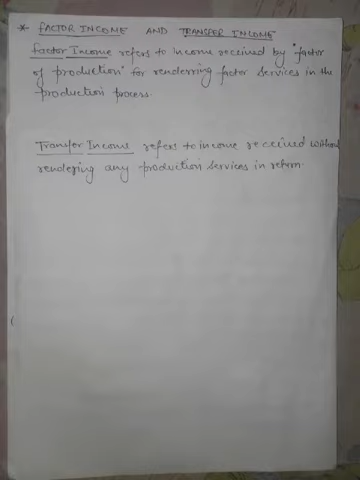 * FACTOR INCOME AND TRANSFER INCOME
Factor Income refers to income received by "factor
of production" for renderring factor services in the
production process.
Transfer Income refers to income received without
rendering any production services in return.